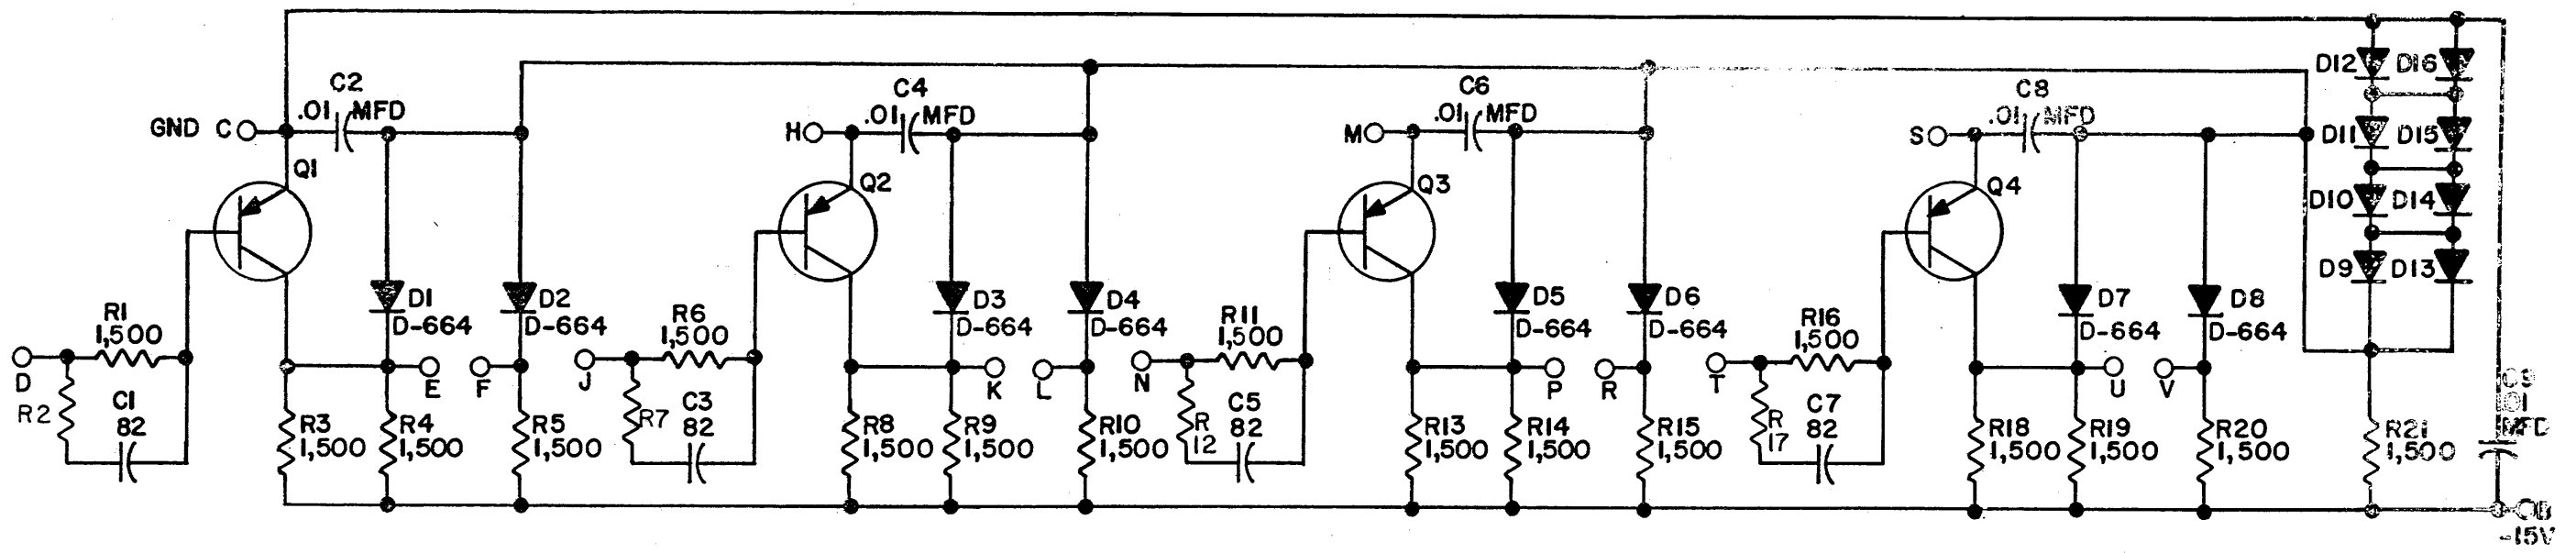 GND C
C2
.01 MFD
Q1
D1
D-664
D2
D-664
R1
1,500
D
R2
C1
82
E
F
R3
1,500
R4
1,500
R5
1,500
H
C4
.01 MFD
Q2
D3
D-664
D4
D-664
R6
1,500
J
R7
C3
82
K
L
R8
1,500
R9
1,500
R10
1,500
M
C6
.01 MFD
Q3
D5
D-664
D6
D-664
R11
1,500
N
R
12
C5
82
P
R
R13
1,500
R14
1,500
R15
1,500
S
C8
.01 MFD
Q4
D7
D-664
D8
D-664
R16
1,500
T
R
17
C7
82
U
V
R18
1,500
R19
1,500
R20
1,500
D12 D16
D11 D15
D10 D14
D9 D13
R21
1,500
C9
.01
MFD
B
-15V